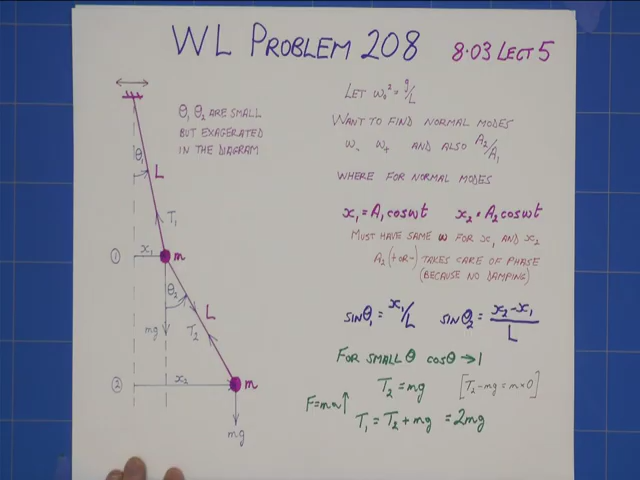 WL PROBLEM 208 8.03 LECT 5
θ, θ₂ ARE SMALL
BUT EXAGERATED
IN THE DIAGRAM
θ₁
L
T₁
x₁
① m
θ₂
L
mg
T₂
② x₂ m
mg
LET ω₀² = g/L
WANT TO FIND NORMAL MODES
ω₋ ω₊ AND ALSO A₂/A₁
WHERE FOR NORMAL MODES
x₁ = A₁ cosωt x₂ = A₂ cosωt
MUST HAVE SAME ω FOR x₁ AND x₂
A₂ (+OR-) TAKES CARE OF PHASE
(BECAUSE NO DAMPING)
SINθ₁ = x₁/L SINθ₂ = x₂-x₁/L
FOR SMALL θ COSθ → 1
T₂ = mg [T₂-mg = m×0]
F=ma↑
T₁ = T₂ + mg = 2mg